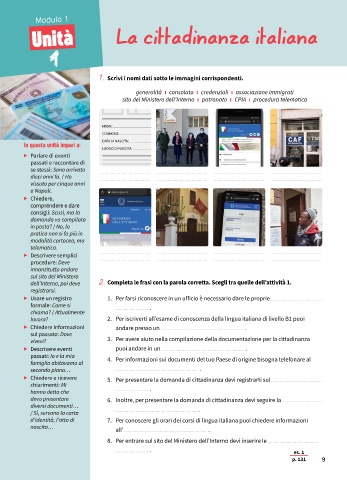 Modulo 1
Unità
1
La cittadinanza italiana
1. Scrivi i nomi dati sotto le immagini corrispondenti.
generalità consolato credenziali associazione immigrati
sito del Ministero dell'Interno patronato CPIA procedura telematica
NOME:
COGNOME:
DATA DI NASCITA:
LUOGO DI NASCITA:
CAF
MINISTERO
DELL'INTERNO
In questa unità impari a:
Parlare di eventi
passati e raccontare di
se stessi: Sono arrivato
dieci anni fa. / Ho
vissuto per cinque anni
a Napoli.
Chiedere,
comprendere e dare
consigli: Scusi, ma la
domanda va compilata
in posta? / No, la
pratica non si fa più in
modalità cartacea, ma
telematica.
Descrivere semplici
procedure: Deve
innanzitutto andare
sul sito del Ministero
dell'Interno, poi deve
registrarsi.
Usare un registro
formale: Come si
chiama? / Attualmente
lavora?
Chiedere informazioni
sul passato: Dove
viveva?
Descrivere eventi
passati: Io e la mia
famiglia abitavamo al
secondo piano…
Chiedere e ricevere
chiarimenti: Mi
hanno detto che
devo presentare
diversi documenti…
/ Sì, servono la carta
d'identità, l'atto di
nascita…
2. Completa le frasi con la parola corretta. Scegli tra quelle dell'attività 1.
1. Per farsi riconoscere in un ufficio è necessario dare le proprie
.
2. Per iscriverti all'esame di conoscenza della lingua italiana di livello B1 puoi
andare presso un .
3. Per avere aiuto nella compilazione della documentazione per la cittadinanza
puoi andare in un .
4. Per informazioni sui documenti del tuo Paese di origine bisogna telefonare al
.
5. Per presentare la domanda di cittadinanza devi registrarti sul
.
6. Inoltre, per presentare la domanda di cittadinanza devi seguire la
.
7. Per conoscere gli orari dei corsi di lingua italiana puoi chiedere informazioni
all' .
8. Per entrare sul sito del Ministero dell'Interno devi inserire le
.
es. 1
p. 131
9